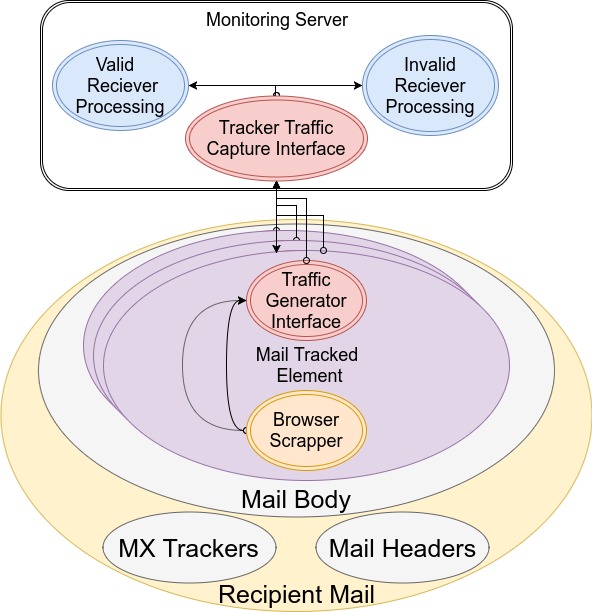 Monitoring Server
Valid
Reciever
Processing
Invalid
Reciever
Processing
Tracker Traffic
Capture Interface
Traffic
Generator
Interface
Mail Tracked
Element
Browser
Scrapper
Mail Body
MX Trackers
Mail Headers
Recipient Mail